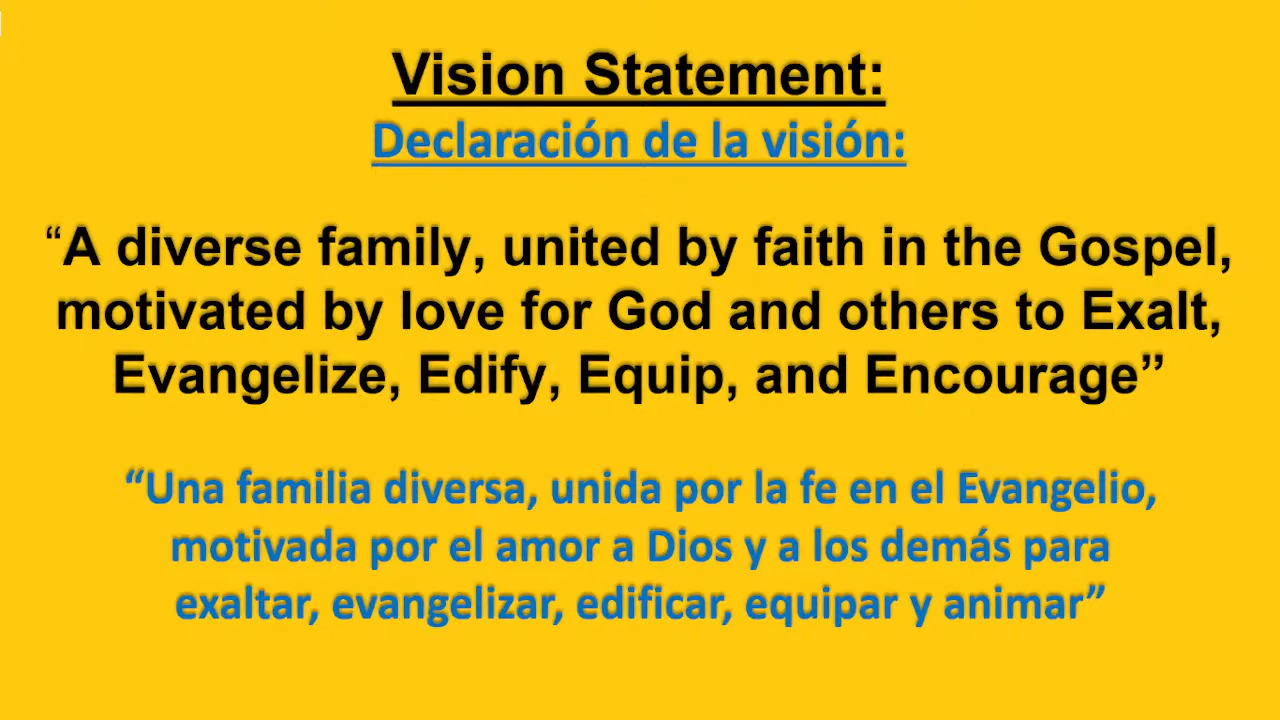 Vision Statement:
Declaración de la visión:
“A diverse family, united by faith in the Gospel,
motivated by love for God and others to Exalt,
Evangelize, Edify, Equip, and Encourage”
“Una familia diversa, unida por la fe en el Evangelio,
motivada por el amor a Dios y a los demás para
exaltar, evangelizar, edificar, equipar y animar”